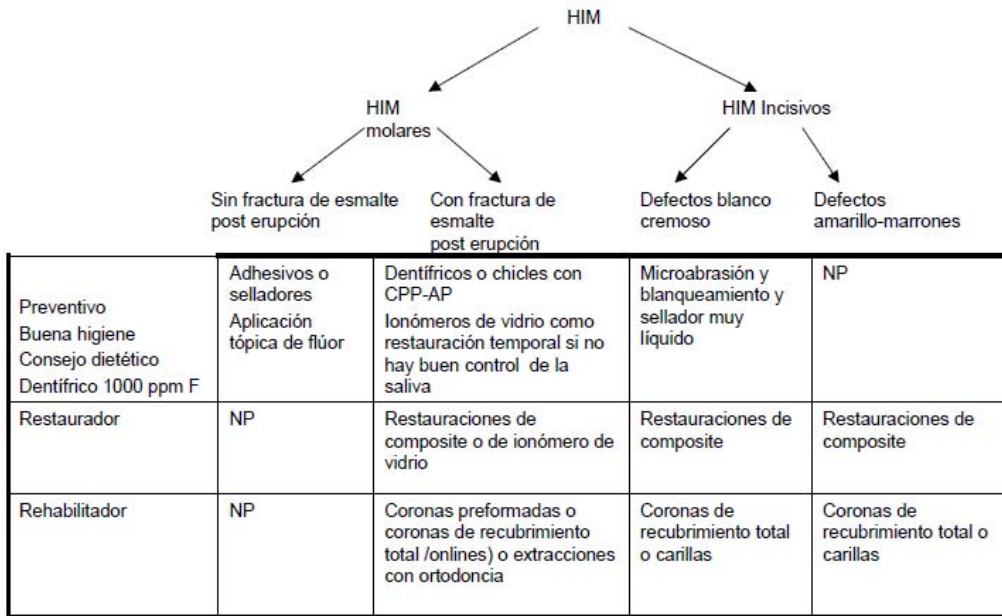 HIM
HIM
molares
HIM Incisivos
Sin fractura de esmalte
post erupción
Con fractura de
esmalte
post erupción
Defectos blanco
cremoso
Defectos
amarillo-marrones
Preventivo
Buena higiene
Consejo dietético
Dentífrico 1000 ppm F
Adhesivos o
selladores
Aplicación
tópica de flúor
Dentífricos o chicles con
CPP-AP
Ionómeros de vidrio como
restauración temporal si no
hay buen control de la
saliva
Microabrasión y
blanqueamiento y
sellador muy
líquido
NP
Restaurador
NP
Restauraciones de
composite o de ionómero de
vidrio
Restauraciones de
composite
Restauraciones de
composite
Rehabilitador
NP
Coronas preformadas o
coronas de recubrimiento
total /onlines) o extracciones
con ortodoncia
Coronas de
recubrimiento total
o carillas
Coronas de
recubrimiento total o
carillas